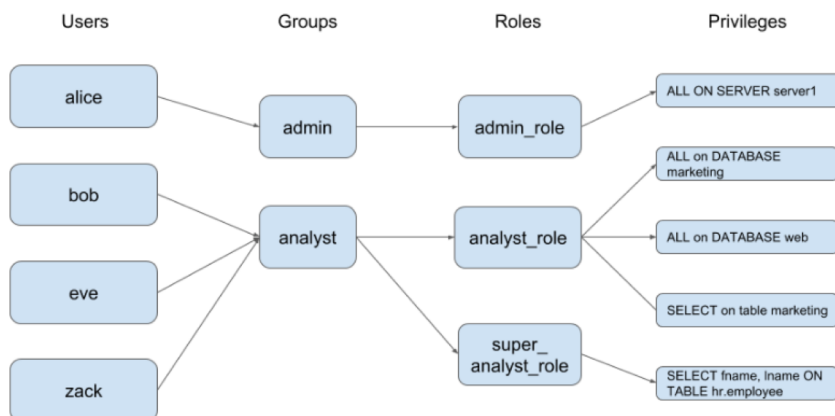 Users
Groups
Roles
Privileges
alice
bob
eve
zack
admin
analyst
admin_role
analyst_role
super_
analyst_role
ALL ON SERVER server1
ALL on DATABASE
marketing
ALL on DATABASE web
SELECT on table marketing
SELECT fname, lname ON
TABLE hr.employee